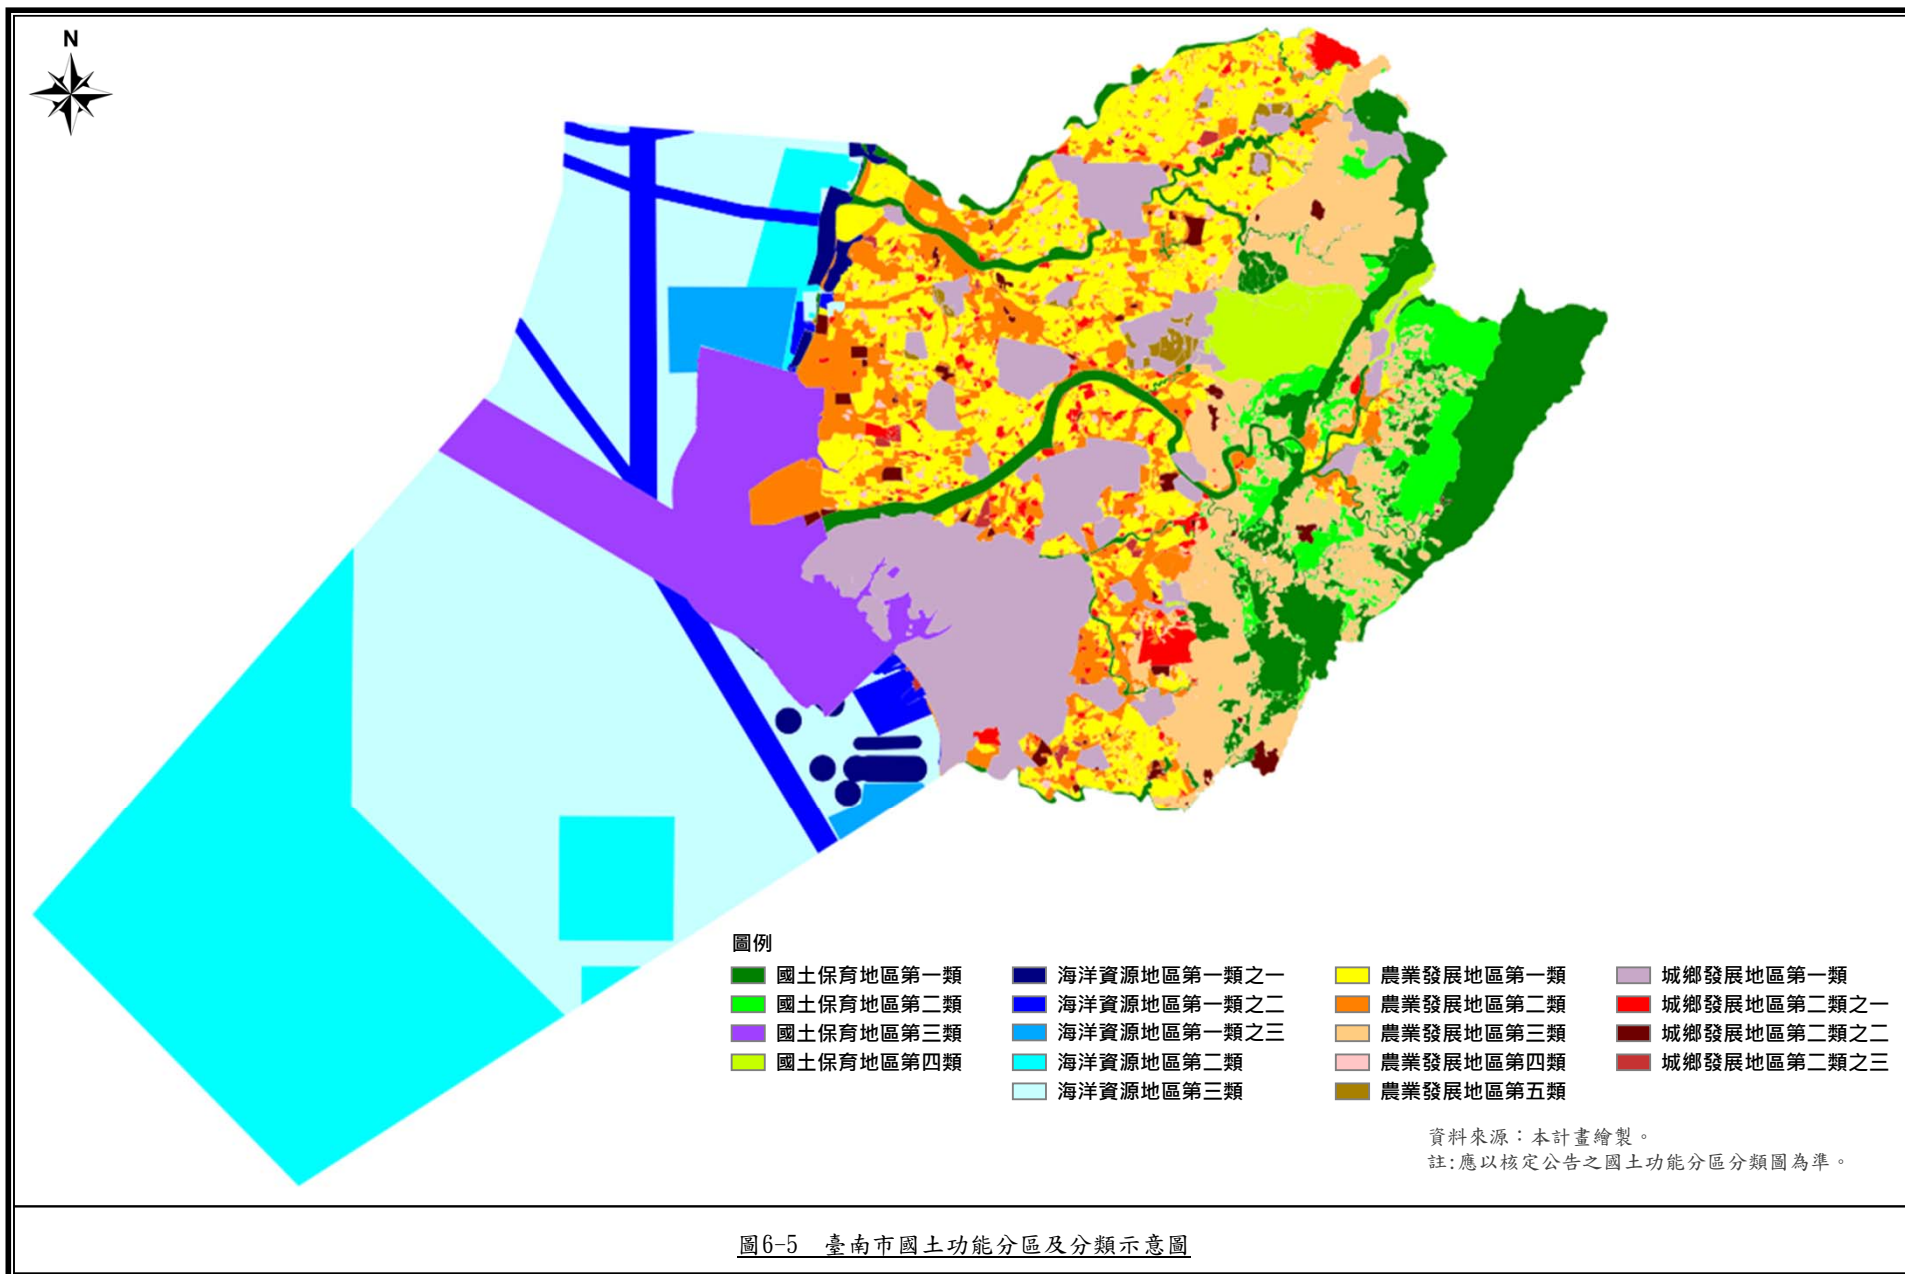 N
圖例
國土保育地區第一類
國土保育地區第二類
國土保育地區第三類
國土保育地區第四類
海洋資源地區第一類之一
海洋資源地區第一類之二
海洋資源地區第一類之三
海洋資源地區第二類
海洋資源地區第三類
農業發展地區第一類
農業發展地區第二類
農業發展地區第三類
農業發展地區第四類
農業發展地區第五類
城鄉發展地區第一類
城鄉發展地區第二類之一
城鄉發展地區第二類之二
城鄉發展地區第二類之三
資料來源：本計畫繪製。
註:應以核定公告之國土功能分區分類圖為準。
圖6-5 臺南市國土功能分區及分類示意圖